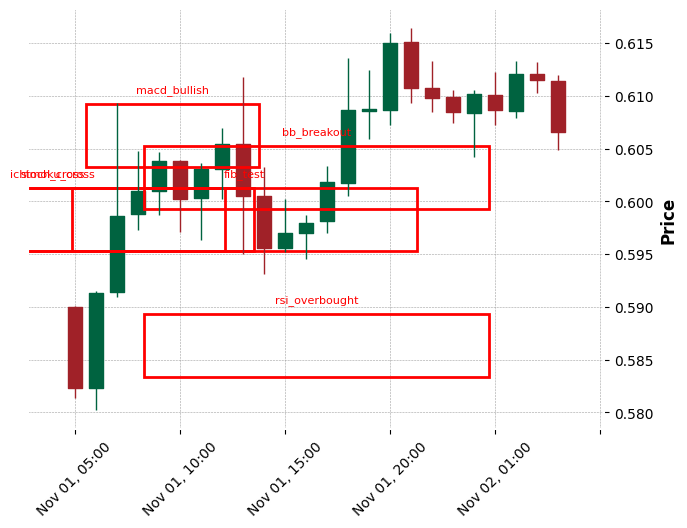 0.615
macd_bullish
0.610
bb_breakout
0.605
fib_test
0.600
Price
0.595
rsi_overbought
0.590
0.585
0.580
Nov 01, 05:00
Nov 01, 10:00
Nov 01, 15:00
Nov 01, 20:00
Nov 02, 01:00